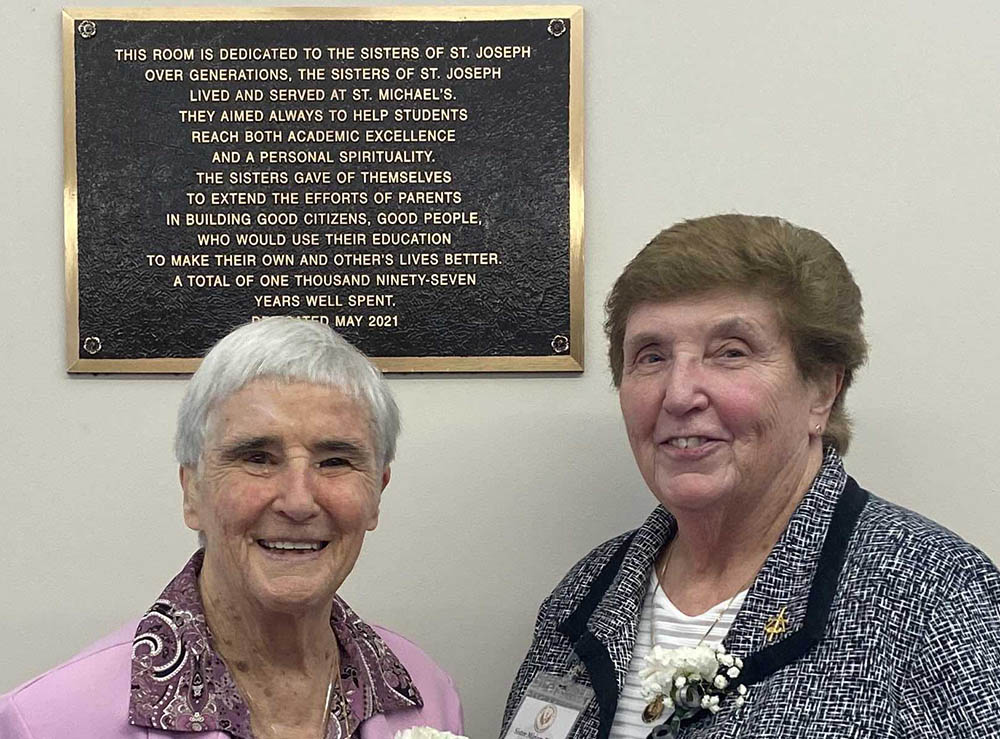 THIS ROOM IS DEDICATED TO THE SISTERS OF ST. JOSEPH
OVER GENERATIONS, THE SISTERS OF ST. JOSEPH
LIVED AND SERVED AT ST. MICHAEL'S.
THEY AIMED ALWAYS TO HELP STUDENTS
REACH BOTH ACADEMIC EXCELLENCE
AND A PERSONAL SPIRITUALITY.
THE SISTERS GAVE OF THEMSELVES
TO EXTEND THE EFFORTS OF PARENTS
IN BUILDING GOOD CITIZENS, GOOD PEOPLE,
WHO WOULD USE THEIR EDUCATION
TO MAKE THEIR OWN AND OTHER'S LIVES BETTER.
A TOTAL OF ONE THOUSAND NINETY-SEVEN
YEARS WELL SPENT.
DEDICATED MAY 2021
Sister